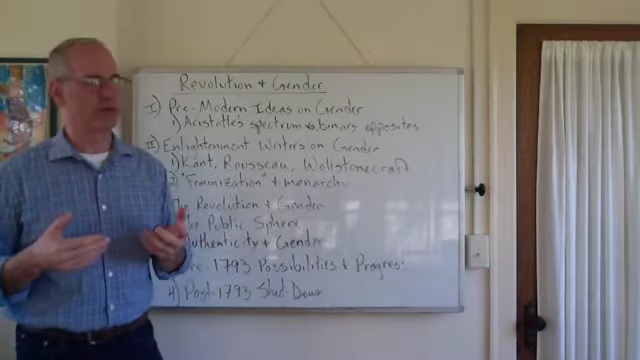 Revolution & Gender
I) Pre-Modern Ideas on Gender
1) Aristotle's spectrum vs binary opposites
II) Enlightenment Writers on Gender
1) Kant, Rousseau, Wollstonecraft
2) "Feminization" & monarchy
The Revolution & Gender
the Public Sphere
Authenticity & Gender
1793 Possibilities & Progress
4) Post-1793 Shut-Down